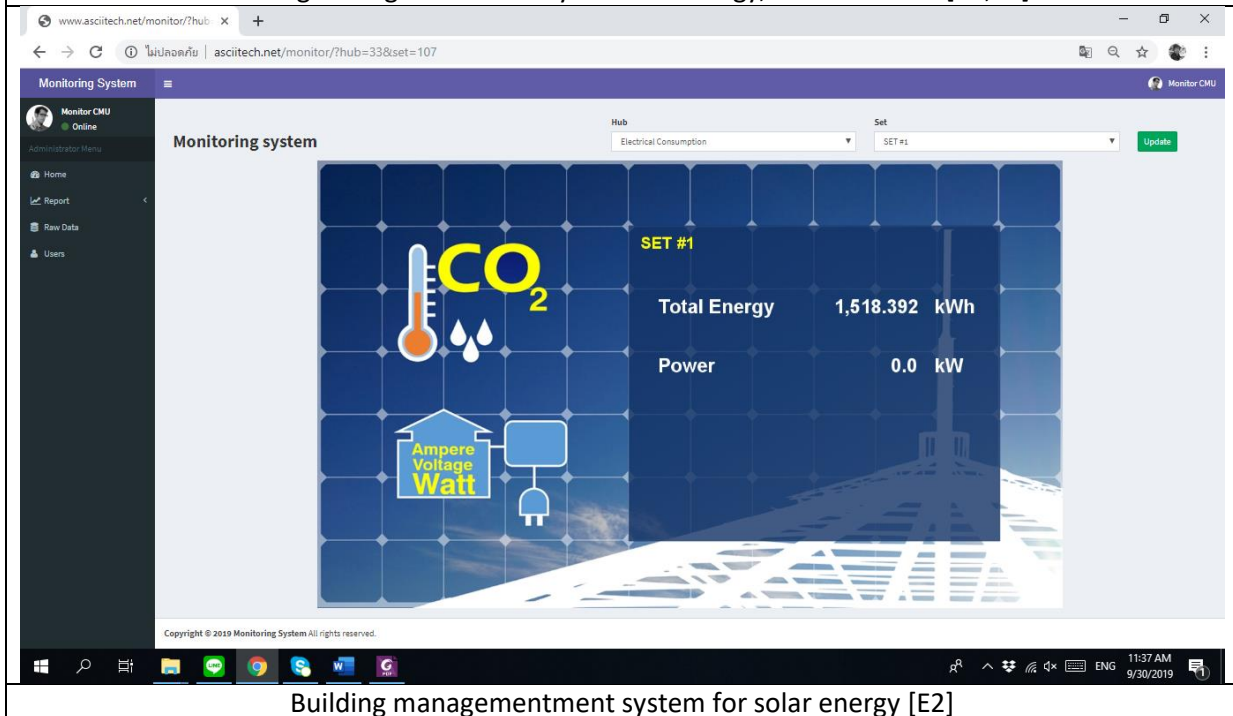 www.asciitech.net/monitor/?hub
ไม่ปลอดภัย | asciitech.net/monitor/?hub=33&set=107
Monitoring System
Monitor CMU
Monitor CMU
Online
Administrator Menu
Home
Report
Raw Data
Users
Monitoring system
Hub
Electrical Consumption
Set
SET #1
Update
CO2
Ampere
Voltage
Watt
SET #1
Total Energy 1,518.392 kWh
Power 0.0 kW
Copyright © 2019 Monitoring System All rights reserved.
ENG
11:37 AM
9/30/2019
Building managementment system for solar energy [E2]